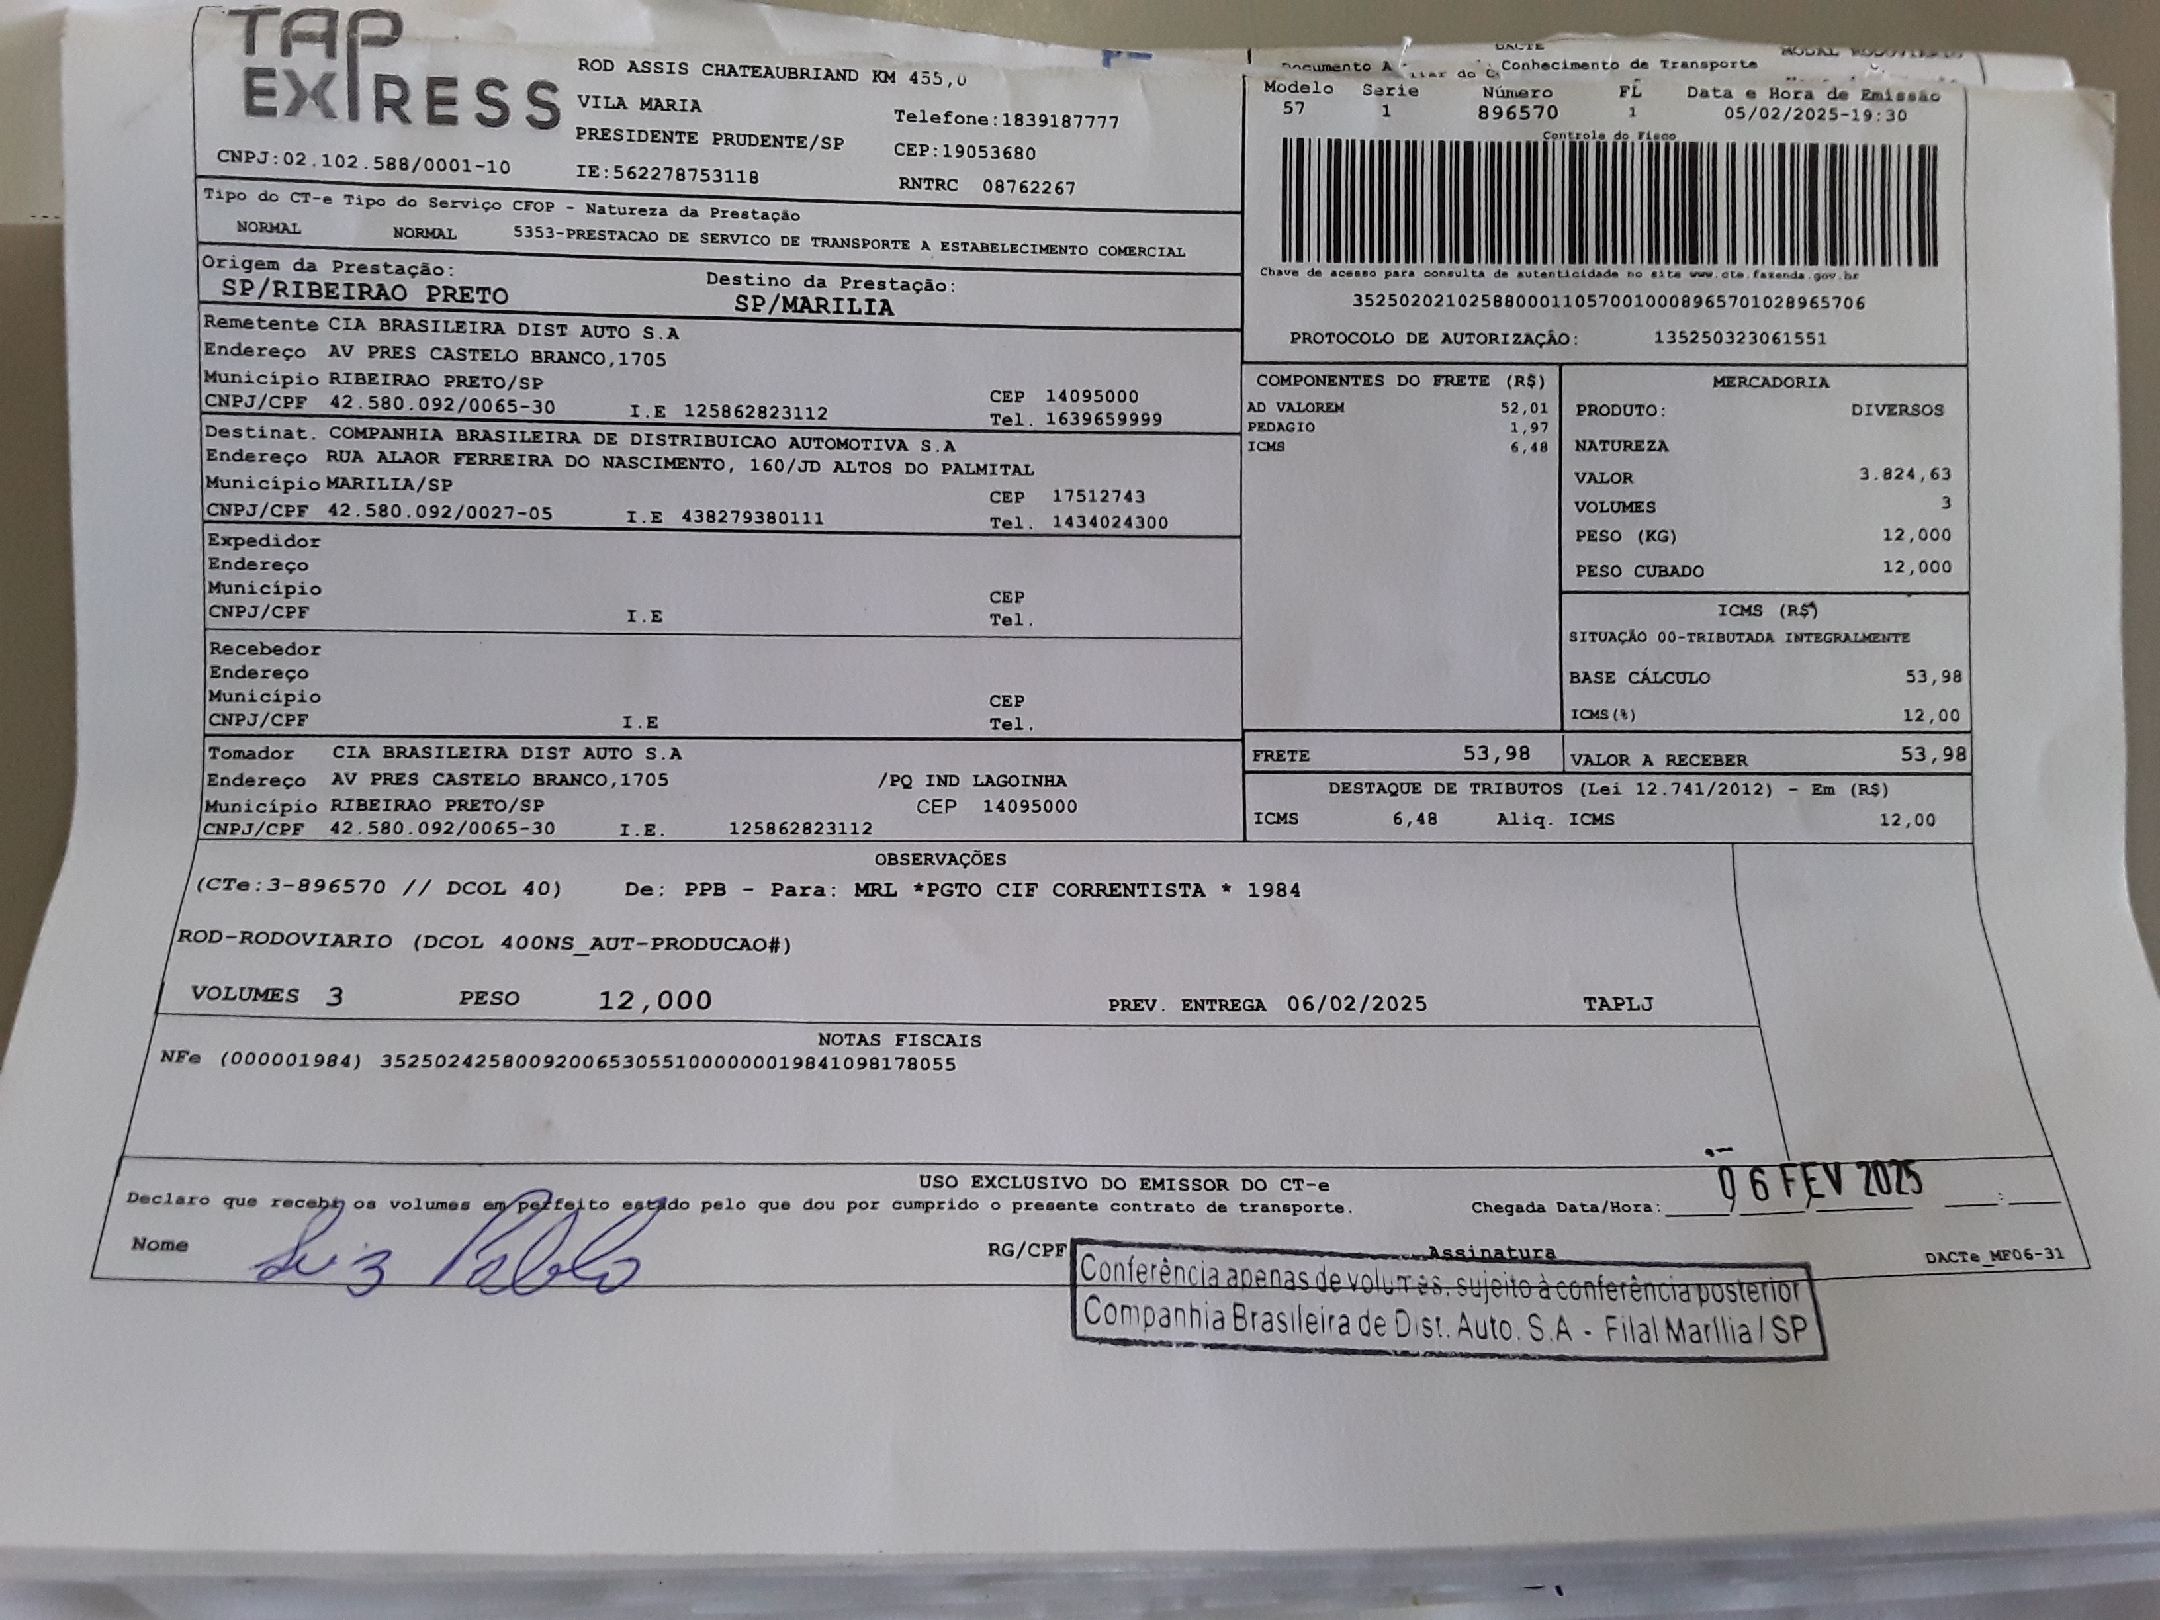 TAP
EXPRESS
ROD ASSIS CHATEAUBRIAND KM 455,0
VILA MARIA
Telefone:1839187777
PRESIDENTE PRUDENTE/SP
CEP:19053680
CNPJ:02.102.588/0001-10
IE:562278753118
RNTRC 08762267
DACTE
Conhecimento de Transporte
Modelo Serie Número FL Data e Hora de Emissão
57 1 896570 1 05/02/2025-19:30
Controle do Fisco
Chave de acesso para consulta de autenticidade no site www.cte.fazenda.gov.br
35250202102588000110570010008965701028965706
PROTOCOLO DE AUTORIZAÇÃO: 135250323061551
Tipo do CT-e Tipo do Serviço CFOP - Natureza da Prestação
NORMAL NORMAL 5353-PRESTACAO DE SERVICO DE TRANSPORTE A ESTABELECIMENTO COMERCIAL
Origem da Prestação: Destino da Prestação:
SP/RIBEIRAO PRETO SP/MARILIA
Remetente CIA BRASILEIRA DIST AUTO S.A
Endereço AV PRES CASTELO BRANCO,1705
Município RIBEIRAO PRETO/SP CEP 14095000
CNPJ/CPF 42.580.092/0065-30 I.E 125862823112 Tel. 1639659999
Destinat. COMPANHIA BRASILEIRA DE DISTRIBUICAO AUTOMOTIVA S.A
Endereço RUA ALAOR FERREIRA DO NASCIMENTO, 160/JD ALTOS DO PALMITAL
Município MARILIA/SP CEP 17512743
CNPJ/CPF 42.580.092/0027-05 I.E 438279380111 Tel. 1434024300
Expedidor
Endereço
Município CEP
CNPJ/CPF I.E Tel.
Recebedor
Endereço
Município CEP
CNPJ/CPF I.E Tel.
Tomador CIA BRASILEIRA DIST AUTO S.A
Endereço AV PRES CASTELO BRANCO,1705 /PQ IND LAGOINHA
Município RIBEIRAO PRETO/SP CEP 14095000
CNPJ/CPF 42.580.092/0065-30 I.E. 125862823112
COMPONENTES DO FRETE (R$)
AD VALOREM 52,01
PEDAGIO 1,97
ICMS 6,48
MERCADORIA
PRODUTO: DIVERSOS
NATUREZA
VALOR 3.824,63
VOLUMES 3
PESO (KG) 12,000
PESO CUBADO 12,000
ICMS (R$)
SITUAÇÃO 00-TRIBUTADA INTEGRALMENTE
BASE CÁLCULO 53,98
ICMS(%) 12,00
FRETE 53,98 VALOR A RECEBER 53,98
DESTAQUE DE TRIBUTOS (Lei 12.741/2012) - Em (R$)
ICMS 6,48 Aliq. ICMS 12,00
OBSERVAÇÕES
(CTe:3-896570 // DCOL 40) De: PPB - Para: MRL *PGTO CIF CORRENTISTA * 1984
ROD-RODOVIARIO (DCOL 400NS_AUT-PRODUCAO#)
VOLUMES 3 PESO 12,000 PREV. ENTREGA 06/02/2025 TAPLJ
NOTAS FISCAIS
NFe (000001984) 35250242580092006530551000000019841098178055
USO EXCLUSIVO DO EMISSOR DO CT-e
Declaro que recebi os volumes em perfeito estado pelo que dou por cumprido o presente contrato de transporte. Chegada Data/Hora: 06 FEV 2025
Nome Luiz Pablo RG/CPF Assinatura DACTe_MF06-31
Conferência apenas de volumes, sujeito à conferência posterior
Companhia Brasileira de Dist. Auto. S.A - Filal Marília / SP